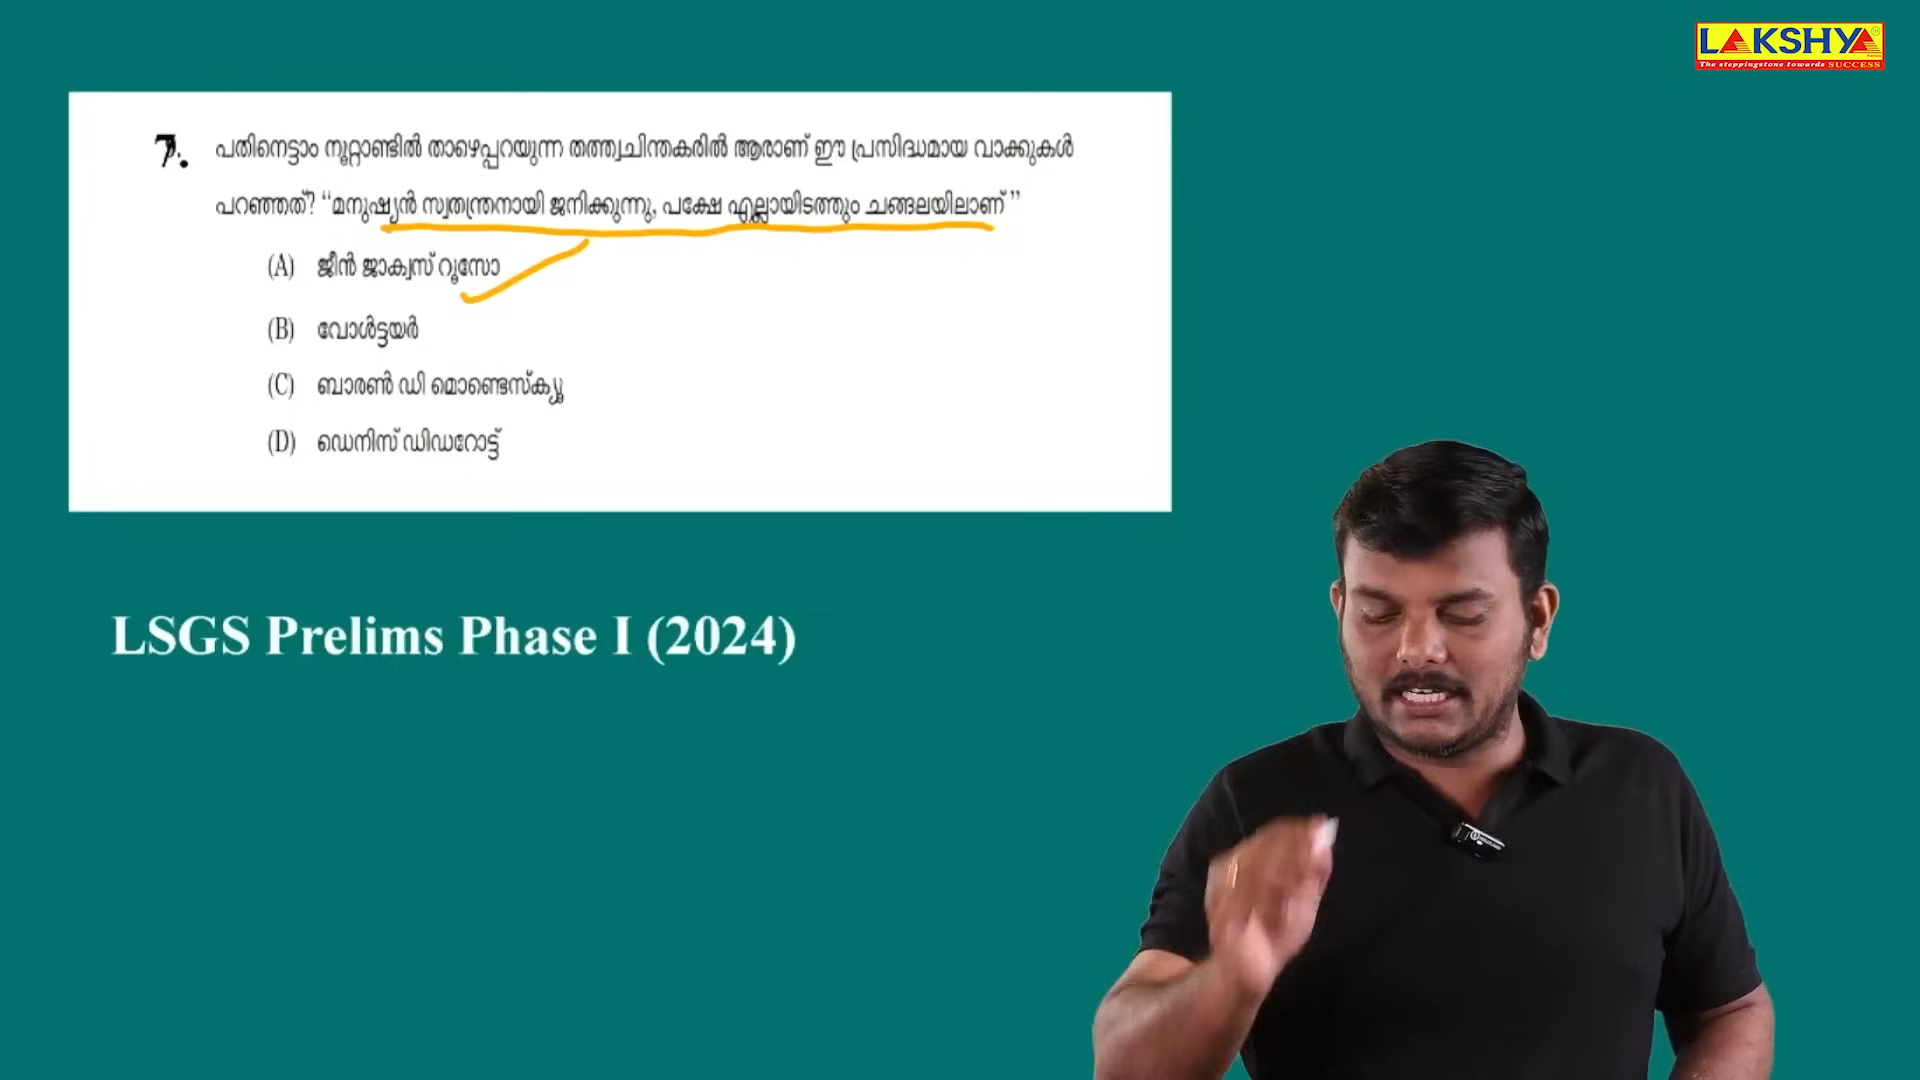 LAKSHYA
The steppingstone towards SUCCESS
7. പതിനെട്ടാം നൂറ്റാണ്ടിൽ താഴെപ്പറയുന്ന തത്ത്വചിന്തകരിൽ ആരാണ് ഈ പ്രസിദ്ധമായ വാക്കുകൾ
പറഞ്ഞത്? “മനുഷ്യൻ സ്വതന്ത്രനായി ജനിക്കുന്നു, പക്ഷേ എല്ലായിടത്തും ചങ്ങലയിലാണ്”
(A) ജീൻ ജാക്വസ് റൂസോ
(B) വോൾട്ടയർ
(C) ബാരൺ ഡി മൊണ്ടെസ്ക്യൂ
(D) ഡെനിസ് ഡിഡറോട്ട്
LSGS Prelims Phase I (2024)